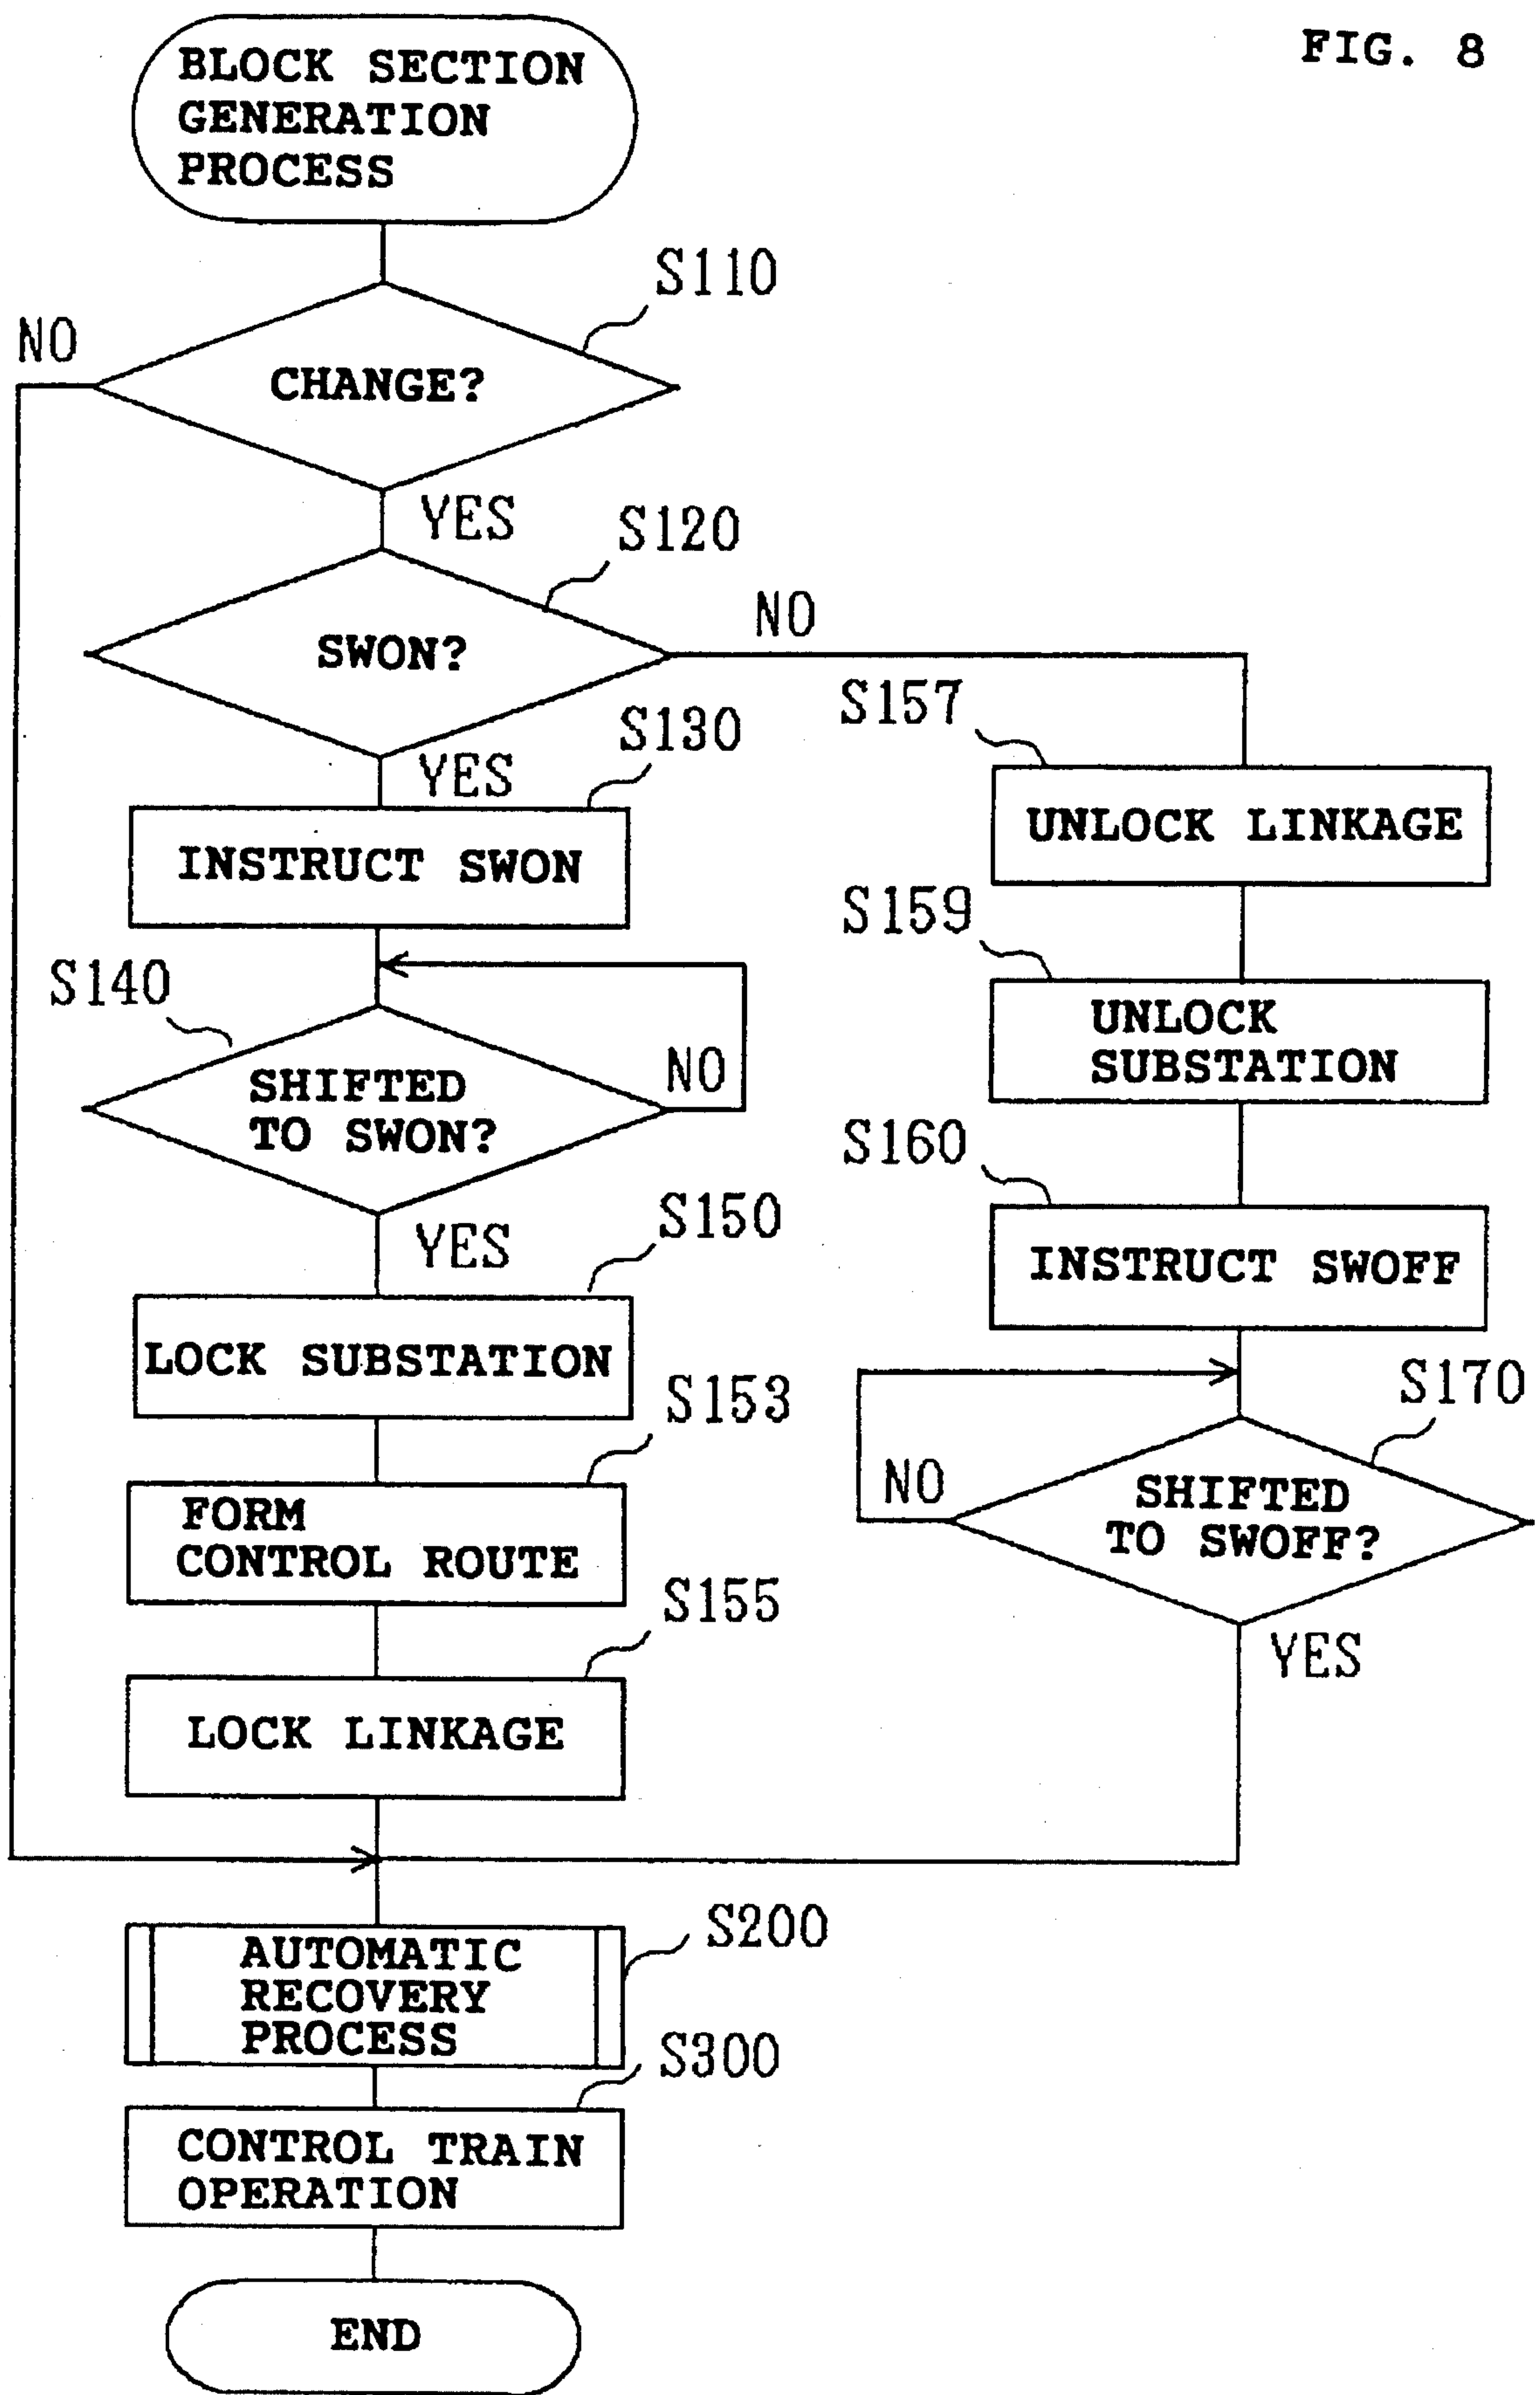 FIG. 8
BLOCK SECTION
GENERATION
PROCESS
S110
NO
CHANGE?
YES
S120
SWON?
NO
YES
S130
INSTRUCT SWON
S140
SHIFTED
TO SWON?
NO
YES
S150
LOCK SUBSTATION
S153
FORM
CONTROL ROUTE
S155
LOCK LINKAGE
S157
UNLOCK LINKAGE
S159
UNLOCK
SUBSTATION
S160
INSTRUCT SWOFF
S170
NO
SHIFTED
TO SWOFF?
YES
S200
AUTOMATIC
RECOVERY
PROCESS
S300
CONTROL TRAIN
OPERATION
END